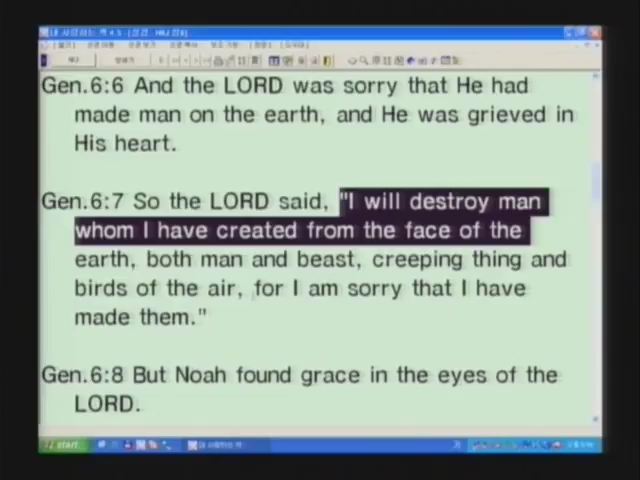 Gen.6:6 And the LORD was sorry that He had
made man on the earth, and He was grieved in
His heart.
Gen.6:7 So the LORD said, "I will destroy man
whom I have created from the face of the
earth, both man and beast, creeping thing and
birds of the air, for I am sorry that I have
made them."
Gen.6:8 But Noah found grace in the eyes of the
LORD.
start